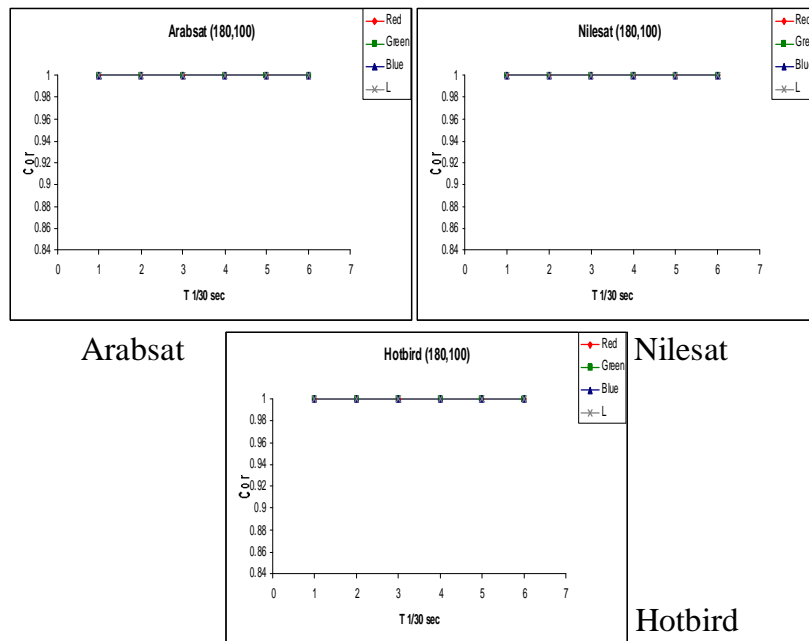 Arabsat (180,100)
Red
Green
Blue
L
1
0.98
0.96
0.94
0.92
0.9
0.88
0.86
0.84
Cor
0 1 2 3 4 5 6 7
T 1/30 sec
Nilesat (180,100)
Red
Green
Blue
L
1
0.98
0.96
0.94
0.92
0.9
0.88
0.86
0.84
Cor
0 1 2 3 4 5 6 7
T 1/30 sec
Arabsat
Nilesat
Hotbird (180,100)
Red
Green
Blue
L
1
0.98
0.96
0.94
0.92
0.9
0.88
0.86
0.84
Cor
0 1 2 3 4 5 6 7
T 1/30 sec
Hotbird